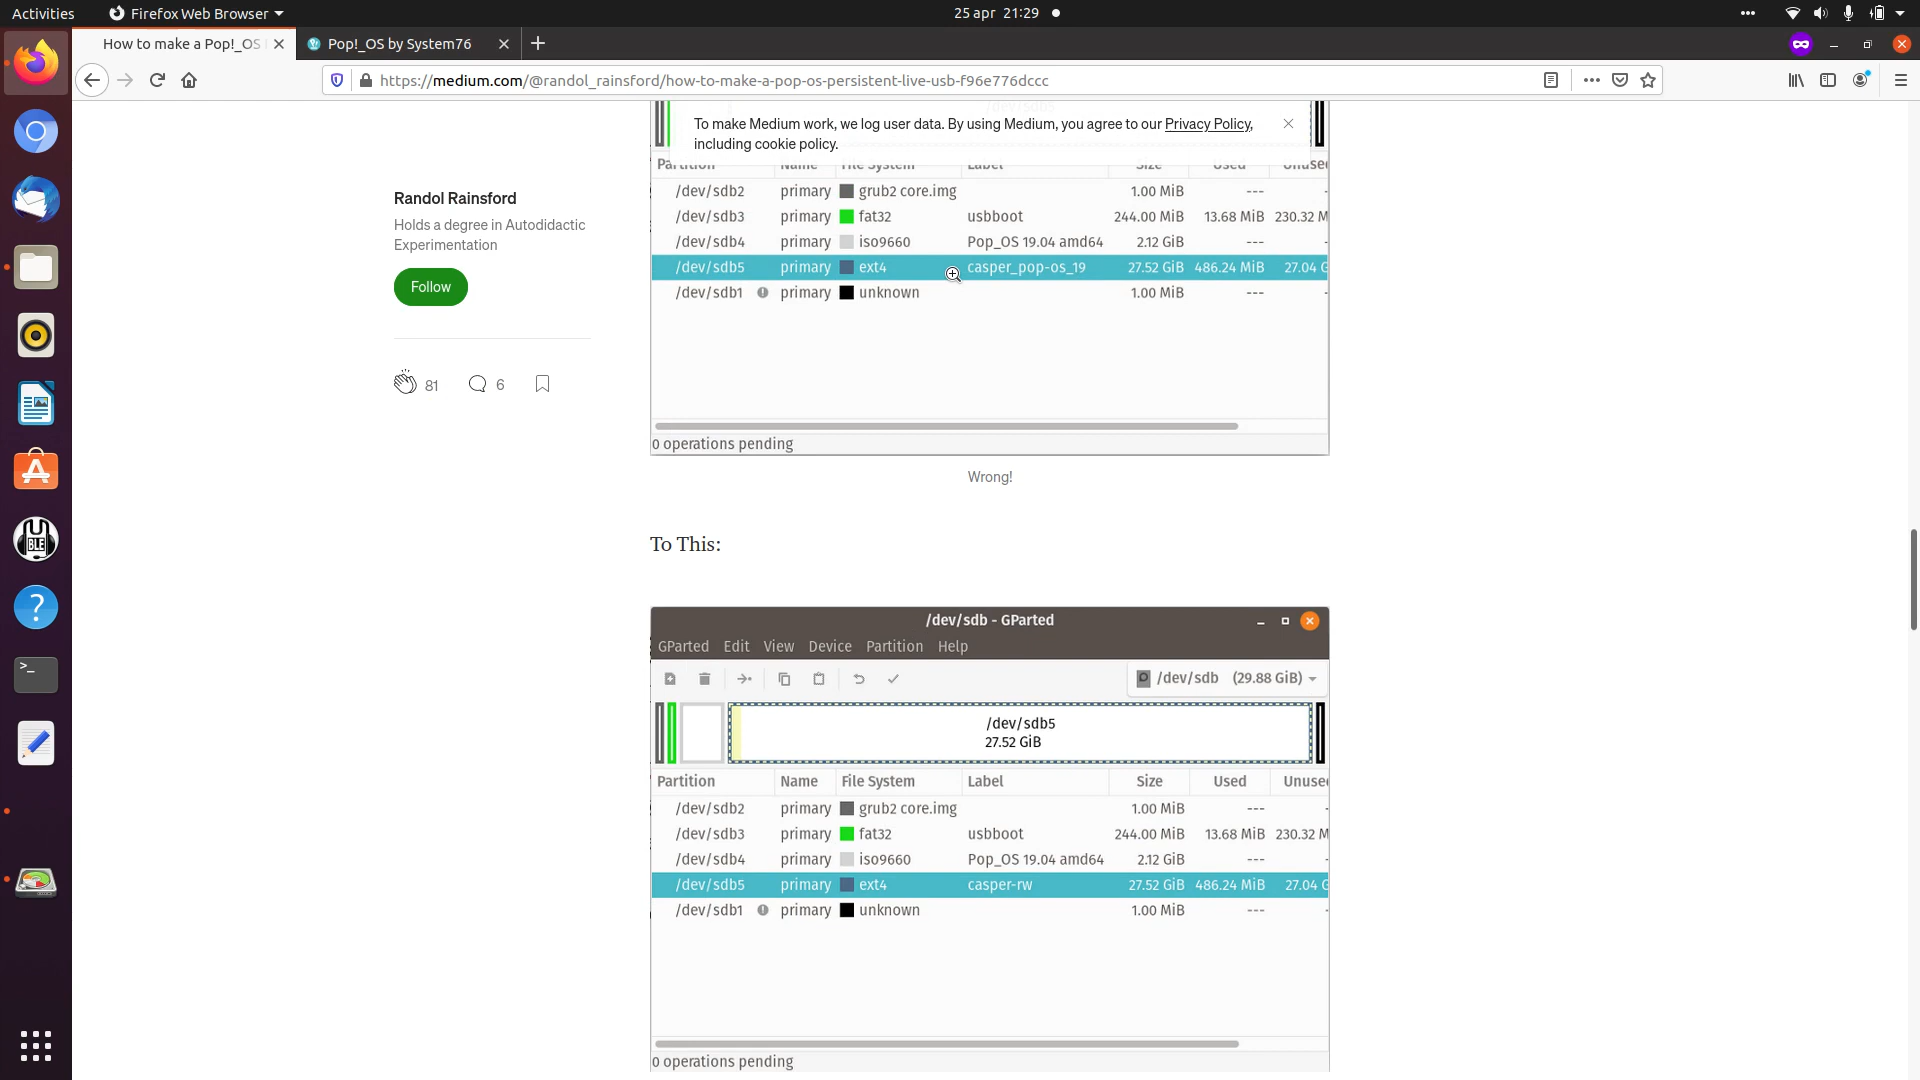 Activities
Firefox Web Browser
25 apr 21:29
How to make a Pop!_OS
Pop!_OS by System76
https://medium.com/@randol_rainsford/how-to-make-a-pop-os-persistent-live-usb-f96e776dccc
To make Medium work, we log user data. By using Medium, you agree to our Privacy Policy,
including cookie policy.
Partition Name File System Label Size Used Unused
/dev/sdb2 primary grub2 core.img 1.00 MiB ---
/dev/sdb3 primary fat32 usbboot 244.00 MiB 13.68 MiB 230.32 M
/dev/sdb4 primary iso9660 Pop_OS 19.04 amd64 2.12 GiB ---
/dev/sdb5 primary ext4 casper_pop-os_19 27.52 GiB 486.24 MiB 27.04 G
/dev/sdb1 primary unknown 1.00 MiB ---
0 operations pending
Randol Rainsford
Holds a degree in Autodidactic
Experimentation
Follow
81
6
Wrong!
To This:
/dev/sdb - GParted
GParted Edit View Device Partition Help
/dev/sdb (29.88 GiB)
/dev/sdb5
27.52 GiB
Partition Name File System Label Size Used Unuse
/dev/sdb2 primary grub2 core.img 1.00 MiB ---
/dev/sdb3 primary fat32 usbboot 244.00 MiB 13.68 MiB 230.32 M
/dev/sdb4 primary iso9660 Pop_OS 19.04 amd64 2.12 GiB ---
/dev/sdb5 primary ext4 casper-rw 27.52 GiB 486.24 MiB 27.04 G
/dev/sdb1 primary unknown 1.00 MiB ---
0 operations pending